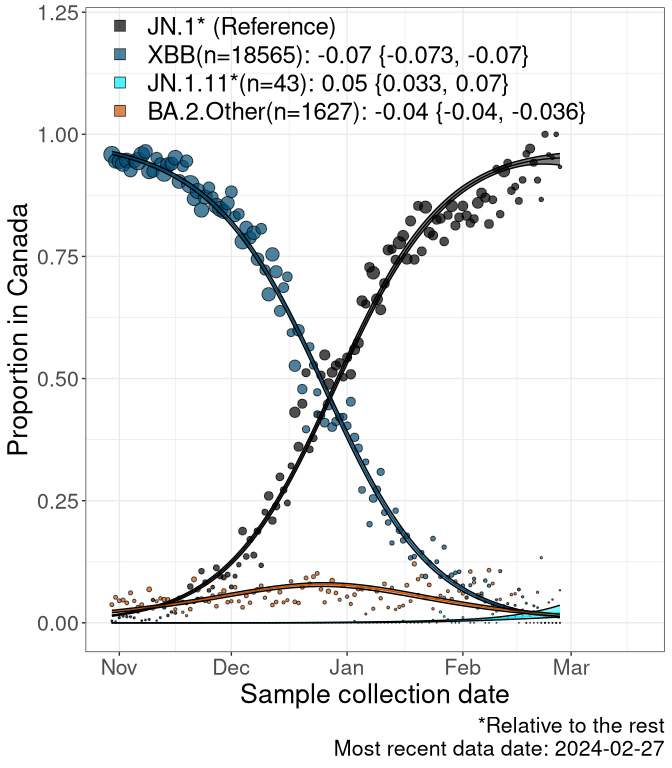 1.25
JN.1* (Reference)
XBB(n=18565): -0.07 {-0.073, -0.07}
JN.1.11*(n=43): 0.05 {0.033, 0.07}
BA.2.Other(n=1627): -0.04 {-0.04, -0.036}
1.00
0.75
0.50
0.25
0.00
Proportion in Canada
Nov Dec Jan Feb Mar
Sample collection date
*Relative to the rest
Most recent data date: 2024-02-27